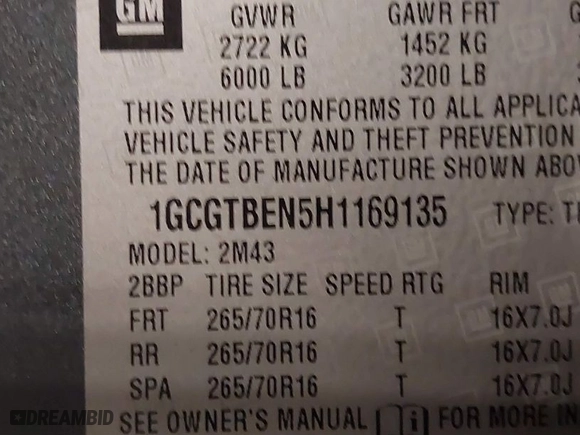 GM
GVWR GAWR FRT G
2722 KG 1452 KG
6000 LB 3200 LB
THIS VEHICLE CONFORMS TO ALL APPLICA
VEHICLE SAFETY AND THEFT PREVENTION
THE DATE OF MANUFACTURE SHOWN ABO
1GCGTBEN5H1169135 TYPE: T
MODEL: 2M43
2BBP TIRE SIZE SPEED RTG RIM
FRT 265/70R16 T 16X7.0J
RR 265/70R16 T 16X7.0J
SPA 265/70R16 T 16X7.0J
SEE OWNER'S MANUAL i FOR MORE IN
DREAMBID